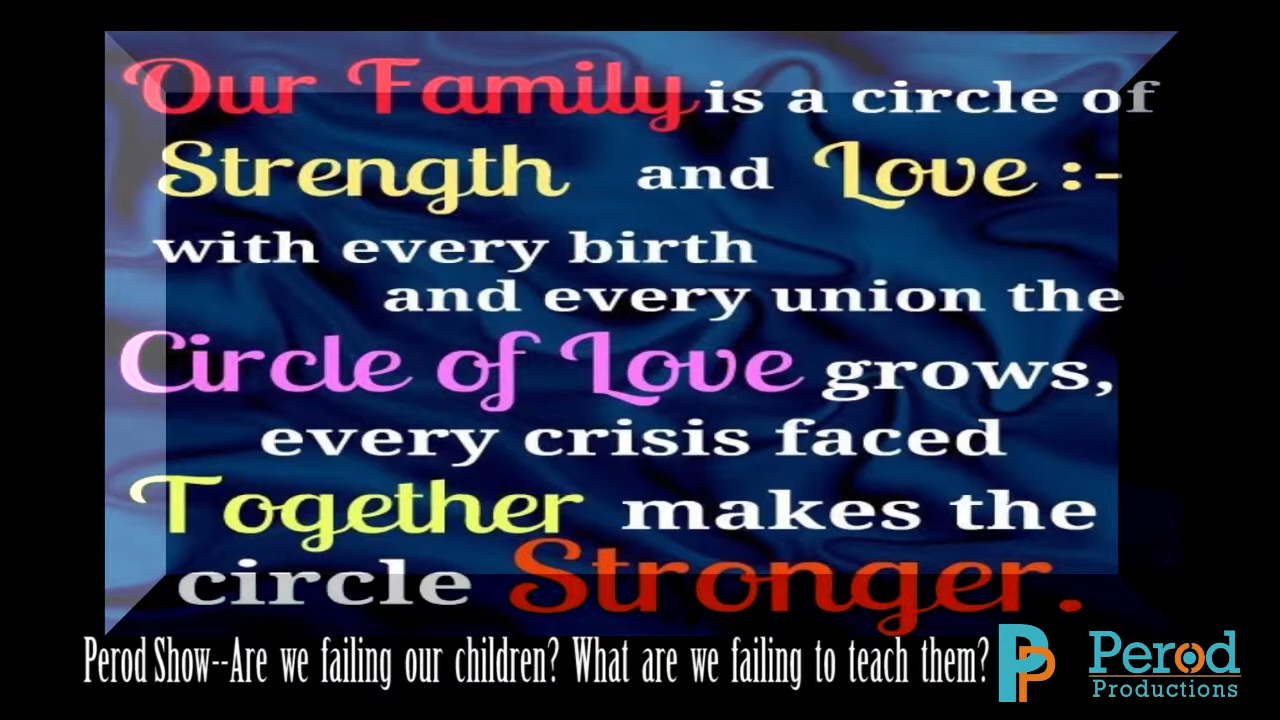 Our Family is a circle of
Strength and Love :-
with every birth
and every union the
Circle of Love grows,
every crisis faced
Together makes the
circle Stronger.
Perod Show--Are we failing our children? What are we failing to teach them?
PP
Perod
Productions